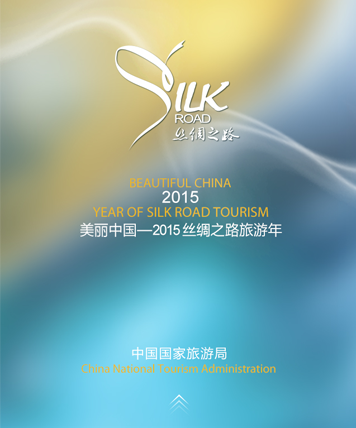 SILK
ROAD
丝绸之路
BEAUTIFUL CHINA
2015
YEAR OF SILK ROAD TOURISM
美丽中国—2015丝绸之路旅游年
中国国家旅游局
China National Tourism Administration